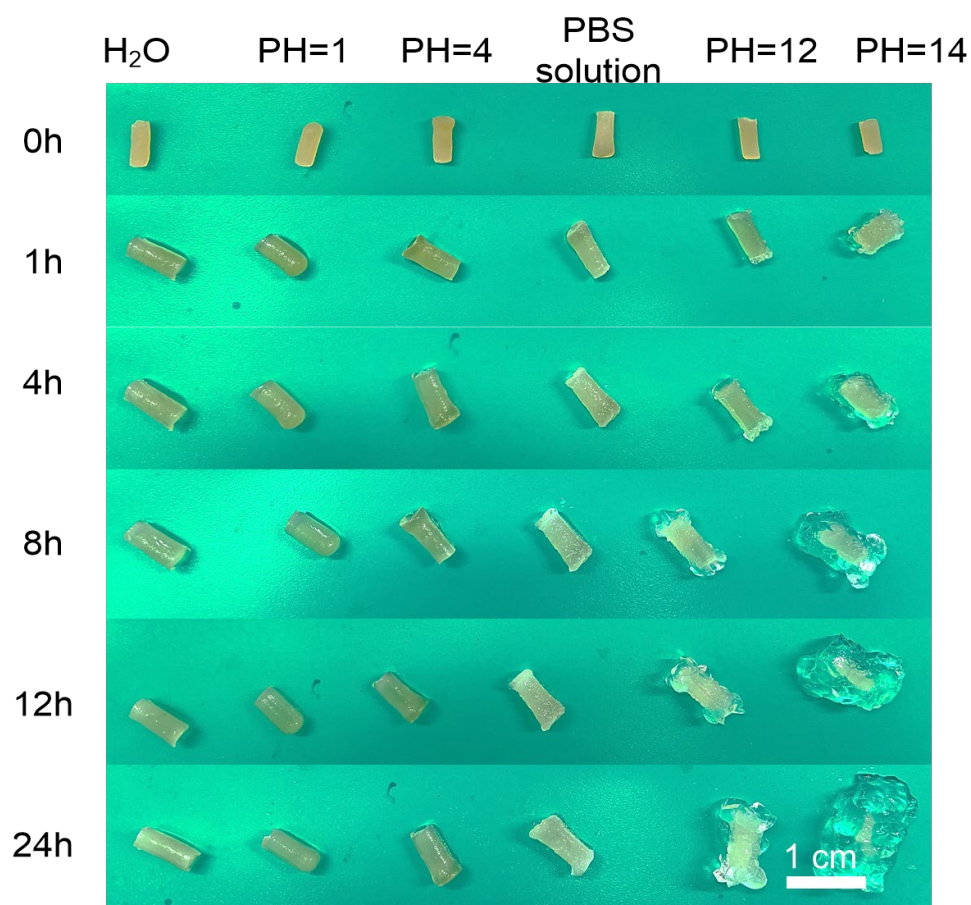 H₂O PH=1 PH=4 PBS solution PH=12 PH=14
0h
1h
4h
8h
12h
24h
1 cm